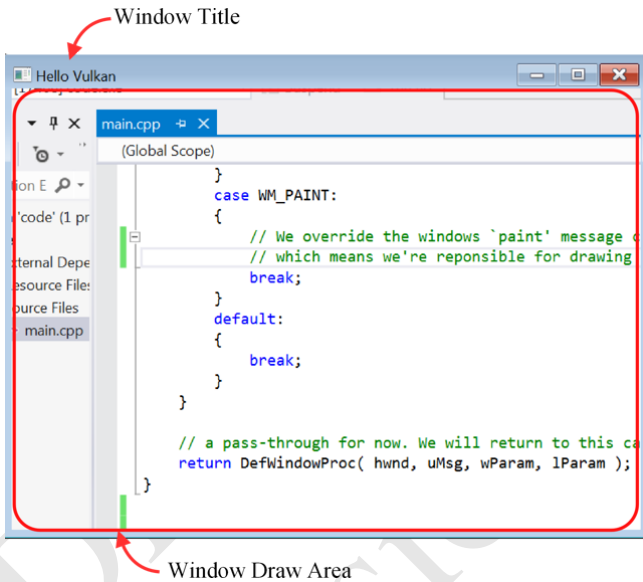 Window Title
Hello Vulkan
main.cpp
(Global Scope)
}
case WM_PAINT:
{
// We override the windows `paint' message
// which means we're reponsible for drawing
break;
}
default:
{
break;
}
}
// a pass-through for now. We will return to this ca
return DefWindowProc( hwnd, uMsg, wParam, lParam );
}
tion E
'code' (1 pr
xternal Depe
esource Files
ource Files
main.cpp
Window Draw Area